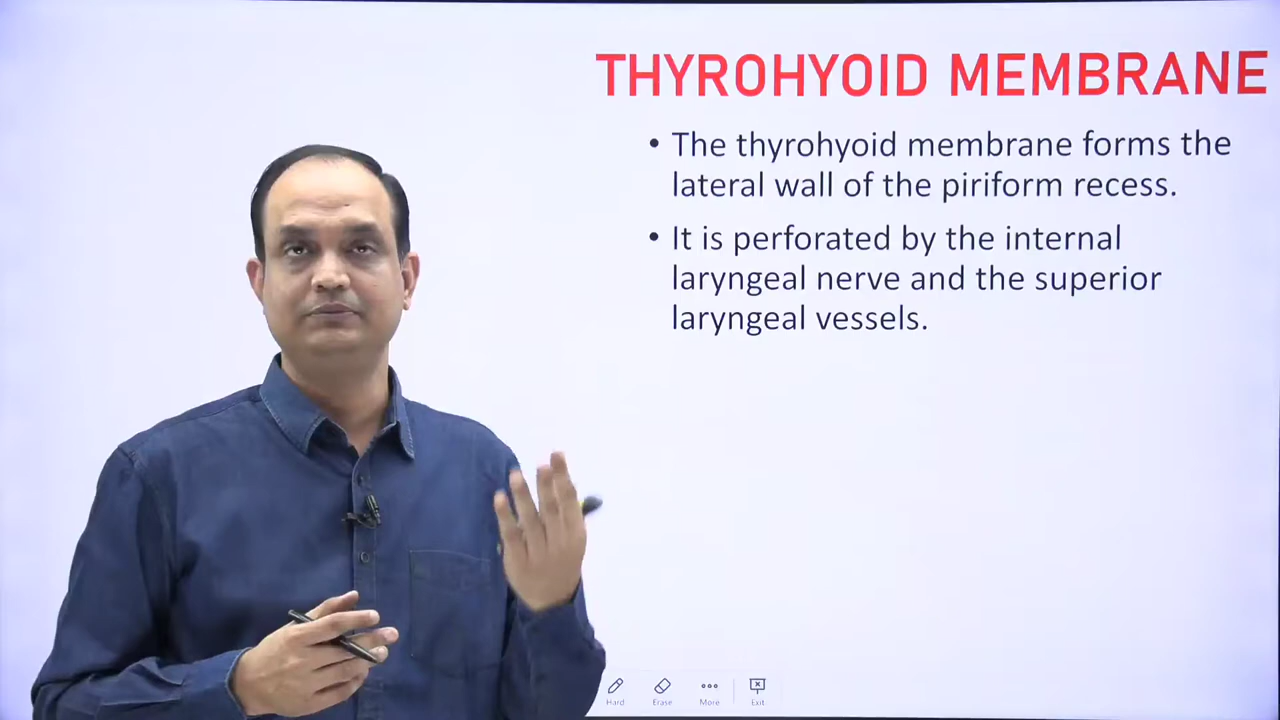 THYROHYOID MEMBRANE
• The thyrohyoid membrane forms the
lateral wall of the piriform recess.
• It is perforated by the internal
laryngeal nerve and the superior
laryngeal vessels.
Hard Erase More Exit